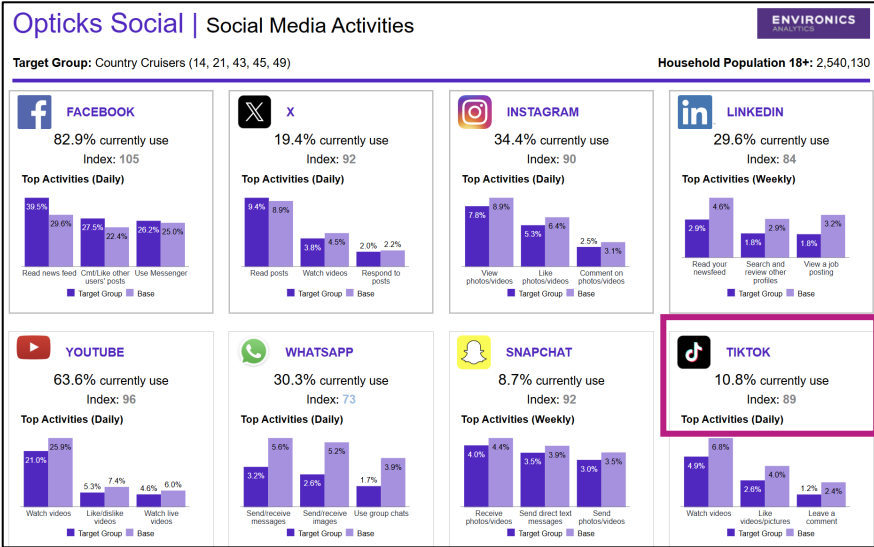 Opticks Social | Social Media Activities
ENVIRONICS
ANALYTICS
Target Group: Country Cruisers (14, 21, 43, 45, 49)
Household Population 18+: 2,540,130
FACEBOOK
82.9% currently use
Index: 105
Top Activities (Daily)
39.5% 29.6% 27.5% 22.4% 26.2% 25.0%
Read news feed Cmt/Like other Use Messenger
users' posts
Target Group Base
X
19.4% currently use
Index: 92
Top Activities (Daily)
9.4% 8.9% 3.8% 4.5% 2.0% 2.2%
Read posts Watch videos Respond to
posts
Target Group Base
INSTAGRAM
34.4% currently use
Index: 90
Top Activities (Daily)
7.8% 8.9% 5.3% 6.4% 2.5% 3.1%
View Like Comment on
photos/videos photos/videos photos/videos
Target Group Base
in
LINKEDIN
29.6% currently use
Index: 84
Top Activities (Weekly)
2.9% 4.6% 1.8% 2.9% 1.8% 3.2%
Read your Search and View a job
newsfeed review other posting
profiles
Target Group Base
YOUTUBE
63.6% currently use
Index: 96
Top Activities (Daily)
21.0% 25.9% 5.3% 7.4% 4.6% 6.0%
Watch videos Like/dislike Watch live
videos videos
Target Group Base
WHATSAPP
30.3% currently use
Index: 73
Top Activities (Daily)
3.2% 5.6% 2.6% 5.2% 1.7% 3.9%
Send/receive Send/receive Use group chats
messages images
Target Group Base
SNAPCHAT
8.7% currently use
Index: 92
Top Activities (Weekly)
4.0% 4.4% 3.5% 3.9% 3.0% 3.5%
Receive Send direct text Send
photos/videos messages photos/videos
Target Group Base
TIKTOK
10.8% currently use
Index: 89
Top Activities (Daily)
4.9% 6.8% 2.6% 4.0% 1.2% 2.4%
Watch videos Like Leave a
videos/pictures comment
Target Group Base